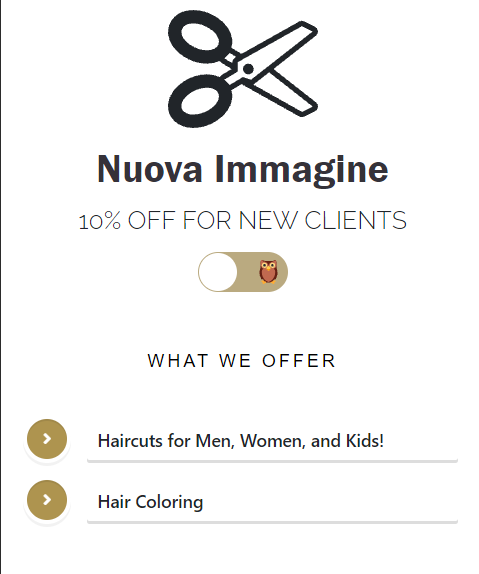 Nuova Immagine
10% OFF FOR NEW CLIENTS
WHAT WE OFFER
Haircuts for Men, Women, and Kids!
Hair Coloring